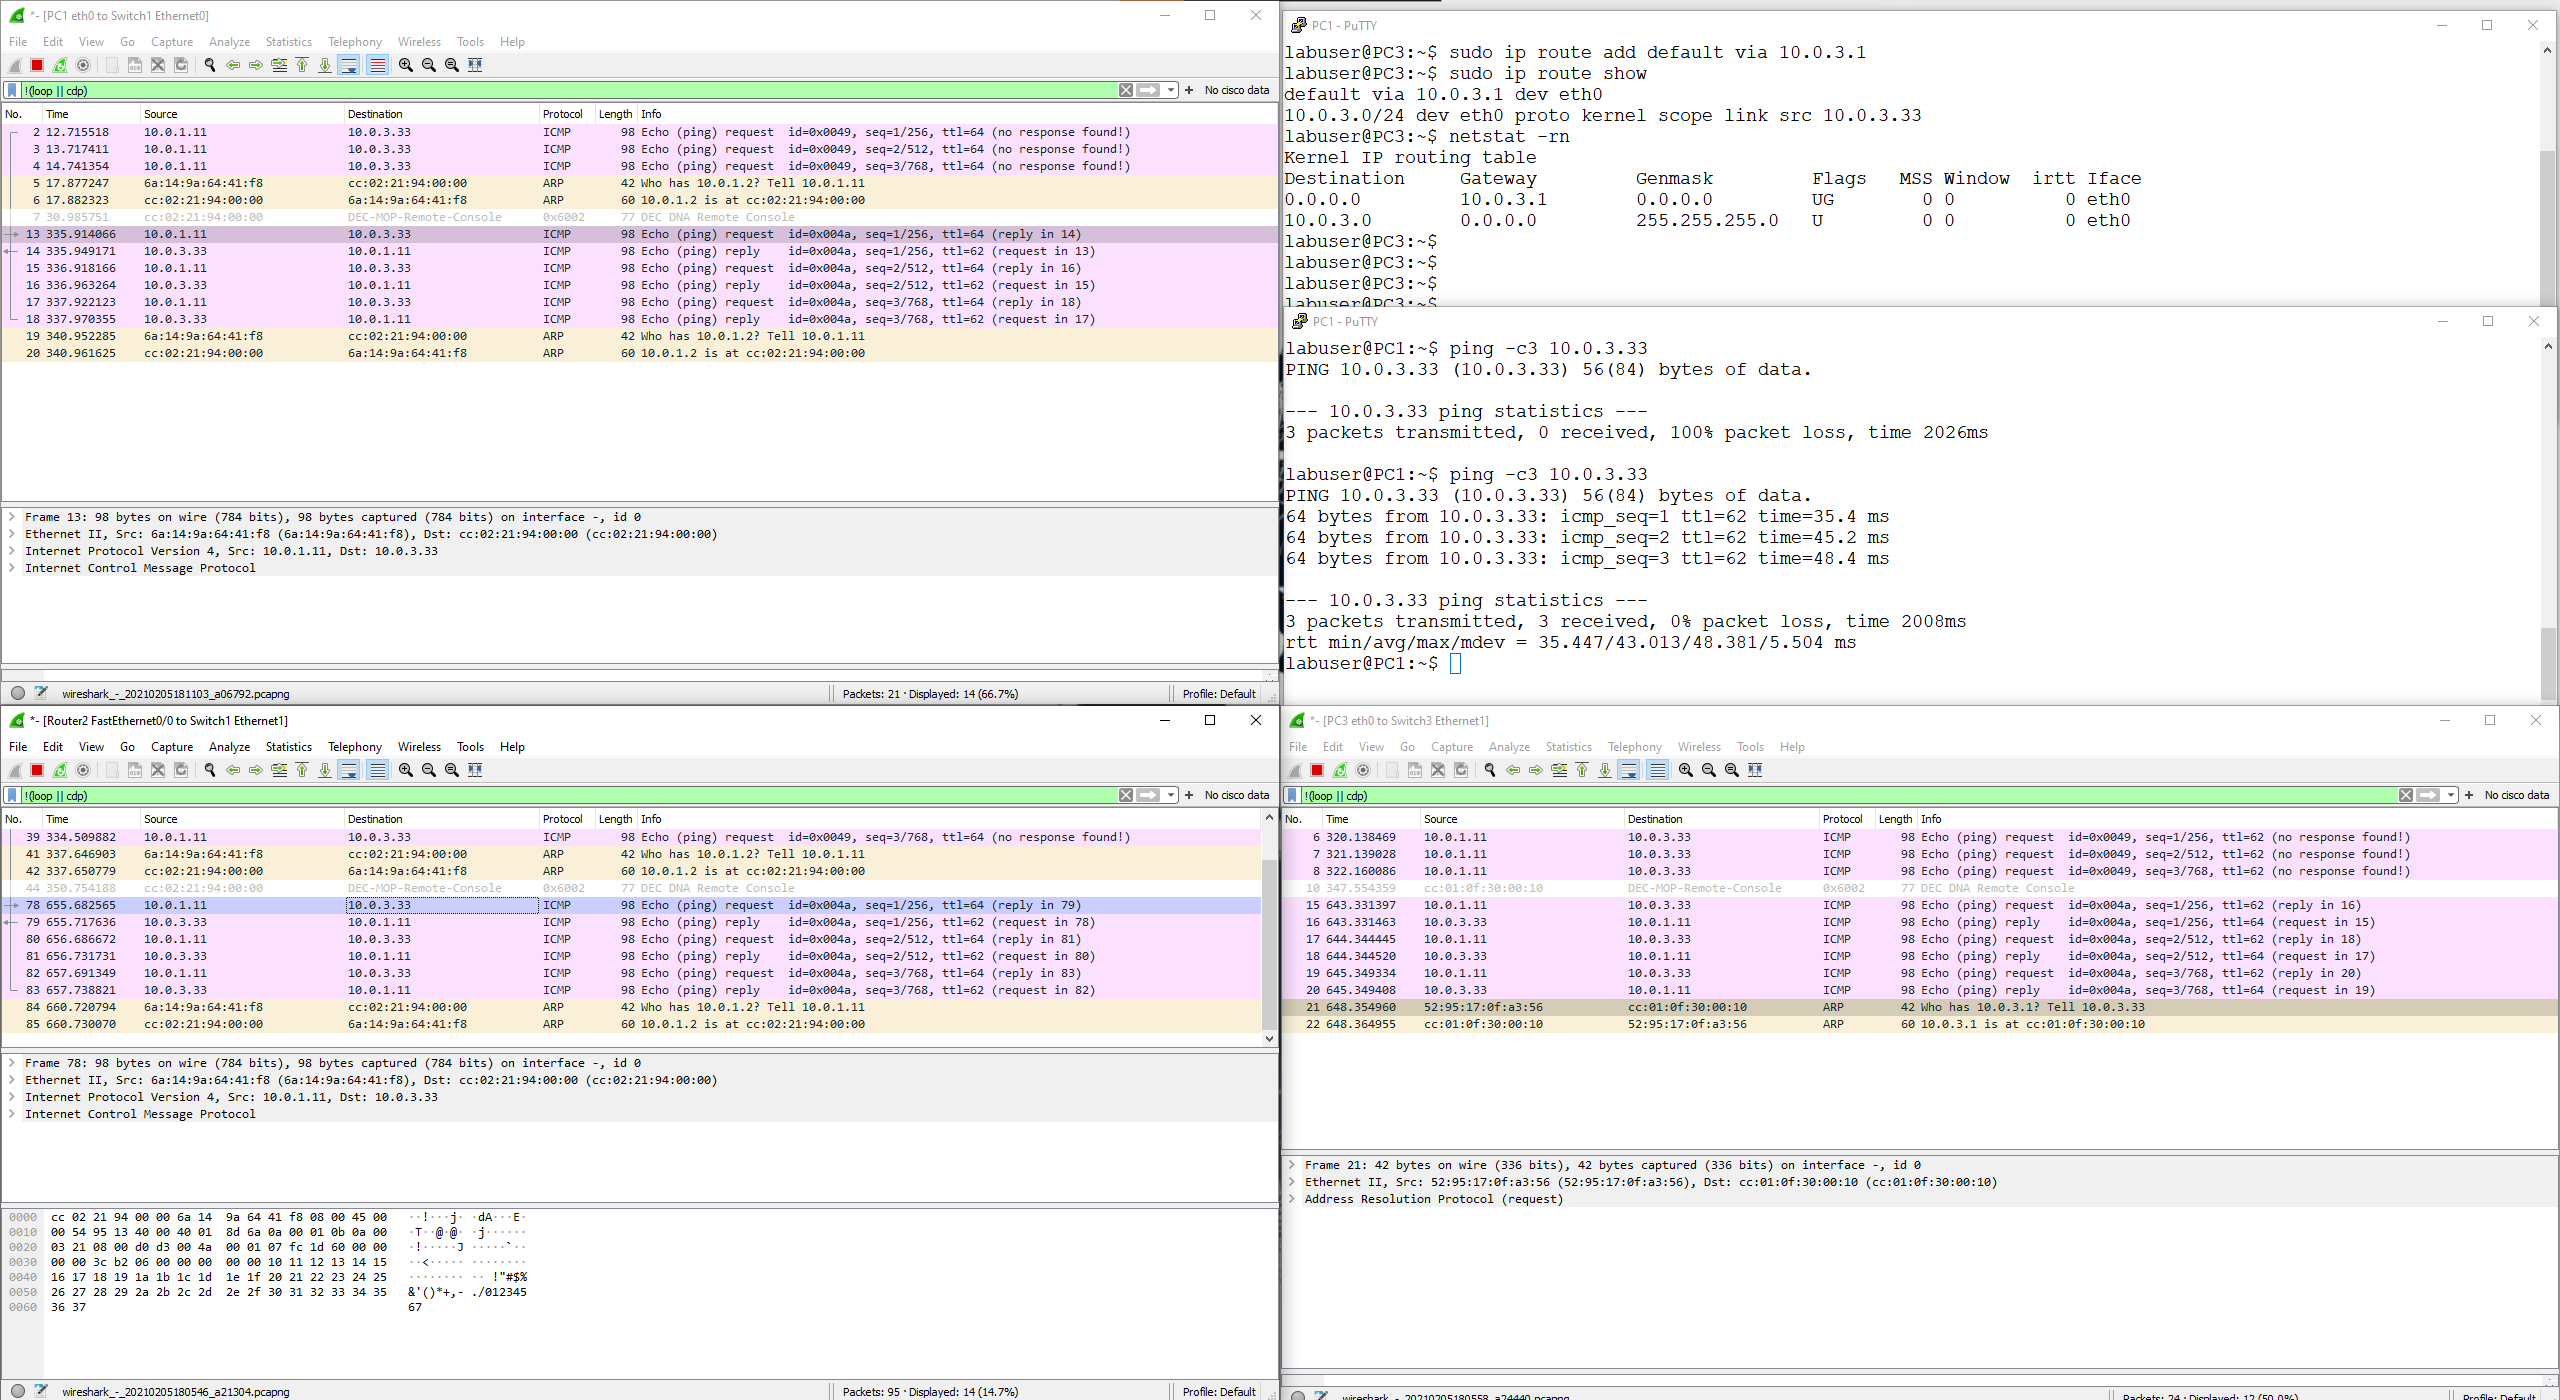 *- [PC1 eth0 to Switch1 Ethernet0]
File Edit View Go Capture Analyze Statistics Telephony Wireless Tools Help
!(loop || cdp) + No cisco data
No. Time Source Destination Protocol Length Info
2 12.715518 10.0.1.11 10.0.3.33 ICMP 98 Echo (ping) request id=0x0049, seq=1/256, ttl=64 (no response found!)
3 13.717411 10.0.1.11 10.0.3.33 ICMP 98 Echo (ping) request id=0x0049, seq=2/512, ttl=64 (no response found!)
4 14.741354 10.0.1.11 10.0.3.33 ICMP 98 Echo (ping) request id=0x0049, seq=3/768, ttl=64 (no response found!)
5 17.877247 6a:14:9a:64:41:f8 cc:02:21:94:00:00 ARP 42 Who has 10.0.1.2? Tell 10.0.1.11
6 17.882323 cc:02:21:94:00:00 6a:14:9a:64:41:f8 ARP 60 10.0.1.2 is at cc:02:21:94:00:00
7 30.985751 cc:02:21:94:00:00 DEC-MOP-Remote-Console 0x6002 77 DEC DNA Remote Console
13 335.914066 10.0.1.11 10.0.3.33 ICMP 98 Echo (ping) request id=0x004a, seq=1/256, ttl=64 (reply in 14)
14 335.949171 10.0.3.33 10.0.1.11 ICMP 98 Echo (ping) reply id=0x004a, seq=1/256, ttl=62 (request in 13)
15 336.918166 10.0.1.11 10.0.3.33 ICMP 98 Echo (ping) request id=0x004a, seq=2/512, ttl=64 (reply in 16)
16 336.963264 10.0.3.33 10.0.1.11 ICMP 98 Echo (ping) reply id=0x004a, seq=2/512, ttl=62 (request in 15)
17 337.922123 10.0.1.11 10.0.3.33 ICMP 98 Echo (ping) request id=0x004a, seq=3/768, ttl=64 (reply in 18)
18 337.970355 10.0.3.33 10.0.1.11 ICMP 98 Echo (ping) reply id=0x004a, seq=3/768, ttl=62 (request in 17)
19 340.952285 6a:14:9a:64:41:f8 cc:02:21:94:00:00 ARP 42 Who has 10.0.1.2? Tell 10.0.1.11
20 340.961625 cc:02:21:94:00:00 6a:14:9a:64:41:f8 ARP 60 10.0.1.2 is at cc:02:21:94:00:00
Frame 13: 98 bytes on wire (784 bits), 98 bytes captured (784 bits) on interface -, id 0
Ethernet II, Src: 6a:14:9a:64:41:f8 (6a:14:9a:64:41:f8), Dst: cc:02:21:94:00:00 (cc:02:21:94:00:00)
Internet Protocol Version 4, Src: 10.0.1.11, Dst: 10.0.3.33
Internet Control Message Protocol
wireshark_-_20210205181103_a06792.pcapng Packets: 21 · Displayed: 14 (66.7%) Profile: Default
PC1 - PuTTY
labuser@PC3:~$ sudo ip route add default via 10.0.3.1
labuser@PC3:~$ sudo ip route show
default via 10.0.3.1 dev eth0
10.0.3.0/24 dev eth0 proto kernel scope link src 10.0.3.33
labuser@PC3:~$ netstat -rn
Kernel IP routing table
Destination Gateway Genmask Flags MSS Window irtt Iface
0.0.0.0 10.0.3.1 0.0.0.0 UG 0 0 0 eth0
10.0.3.0 0.0.0.0 255.255.255.0 U 0 0 0 eth0
labuser@PC3:~$
labuser@PC3:~$
labuser@PC3:~$
labuser@PC3:~$
PC1 - PuTTY
labuser@PC1:~$ ping -c3 10.0.3.33
PING 10.0.3.33 (10.0.3.33) 56(84) bytes of data.
--- 10.0.3.33 ping statistics ---
3 packets transmitted, 0 received, 100% packet loss, time 2026ms
labuser@PC1:~$ ping -c3 10.0.3.33
PING 10.0.3.33 (10.0.3.33) 56(84) bytes of data.
64 bytes from 10.0.3.33: icmp_seq=1 ttl=62 time=35.4 ms
64 bytes from 10.0.3.33: icmp_seq=2 ttl=62 time=45.2 ms
64 bytes from 10.0.3.33: icmp_seq=3 ttl=62 time=48.4 ms
--- 10.0.3.33 ping statistics ---
3 packets transmitted, 3 received, 0% packet loss, time 2008ms
rtt min/avg/max/mdev = 35.447/43.013/48.381/5.504 ms
labuser@PC1:~$
*- [Router2 FastEthernet0/0 to Switch1 Ethernet1]
File Edit View Go Capture Analyze Statistics Telephony Wireless Tools Help
!(loop || cdp) + No cisco data
No. Time Source Destination Protocol Length Info
39 334.509882 10.0.1.11 10.0.3.33 ICMP 98 Echo (ping) request id=0x0049, seq=3/768, ttl=64 (no response found!)
41 337.646903 6a:14:9a:64:41:f8 cc:02:21:94:00:00 ARP 42 Who has 10.0.1.2? Tell 10.0.1.11
42 337.650779 cc:02:21:94:00:00 6a:14:9a:64:41:f8 ARP 60 10.0.1.2 is at cc:02:21:94:00:00
44 350.754188 cc:02:21:94:00:00 DEC-MOP-Remote-Console 0x6002 77 DEC DNA Remote Console
78 655.682565 10.0.1.11 10.0.3.33 ICMP 98 Echo (ping) request id=0x004a, seq=1/256, ttl=64 (reply in 79)
79 655.717636 10.0.3.33 10.0.1.11 ICMP 98 Echo (ping) reply id=0x004a, seq=1/256, ttl=62 (request in 78)
80 656.686672 10.0.1.11 10.0.3.33 ICMP 98 Echo (ping) request id=0x004a, seq=2/512, ttl=64 (reply in 81)
81 656.731731 10.0.3.33 10.0.1.11 ICMP 98 Echo (ping) reply id=0x004a, seq=2/512, ttl=62 (request in 80)
82 657.691349 10.0.1.11 10.0.3.33 ICMP 98 Echo (ping) request id=0x004a, seq=3/768, ttl=64 (reply in 83)
83 657.738821 10.0.3.33 10.0.1.11 ICMP 98 Echo (ping) reply id=0x004a, seq=3/768, ttl=62 (request in 82)
84 660.720794 6a:14:9a:64:41:f8 cc:02:21:94:00:00 ARP 42 Who has 10.0.1.2? Tell 10.0.1.11
85 660.730070 cc:02:21:94:00:00 6a:14:9a:64:41:f8 ARP 60 10.0.1.2 is at cc:02:21:94:00:00
Frame 78: 98 bytes on wire (784 bits), 98 bytes captured (784 bits) on interface -, id 0
Ethernet II, Src: 6a:14:9a:64:41:f8 (6a:14:9a:64:41:f8), Dst: cc:02:21:94:00:00 (cc:02:21:94:00:00)
Internet Protocol Version 4, Src: 10.0.1.11, Dst: 10.0.3.33
Internet Control Message Protocol
0000 cc 02 21 94 00 00 6a 14 9a 64 41 f8 08 00 45 00 ··!···j· ·dA···E·
0010 00 54 95 13 40 00 40 01 8d 6a 0a 00 01 0b 0a 00 ·T··@·@· ·j······
0020 03 21 08 00 d0 d3 00 4a 00 01 07 fc 1d 60 00 00 ·!·····J ·····`··
0030 00 00 3c b2 06 00 00 00 00 00 10 11 12 13 14 15 ··<····· ········
0040 16 17 18 19 1a 1b 1c 1d 1e 1f 20 21 22 23 24 25 ········ ·· !"#$%
0050 26 27 28 29 2a 2b 2c 2d 2e 2f 30 31 32 33 34 35 &'()*+,- ./012345
0060 36 37 67
wireshark_-_20210205180546_a21304.pcapng Packets: 95 · Displayed: 14 (14.7%) Profile: Default
*- [PC3 eth0 to Switch3 Ethernet1]
File Edit View Go Capture Analyze Statistics Telephony Wireless Tools Help
!(loop || cdp) + No cisco data
No. Time Source Destination Protocol Length Info
6 320.138469 10.0.1.11 10.0.3.33 ICMP 98 Echo (ping) request id=0x0049, seq=1/256, ttl=62 (no response found!)
7 321.139028 10.0.1.11 10.0.3.33 ICMP 98 Echo (ping) request id=0x0049, seq=2/512, ttl=62 (no response found!)
8 322.160086 10.0.1.11 10.0.3.33 ICMP 98 Echo (ping) request id=0x0049, seq=3/768, ttl=62 (no response found!)
10 347.554359 cc:01:0f:30:00:10 DEC-MOP-Remote-Console 0x6002 77 DEC DNA Remote Console
15 643.331397 10.0.1.11 10.0.3.33 ICMP 98 Echo (ping) request id=0x004a, seq=1/256, ttl=62 (reply in 16)
16 643.331463 10.0.3.33 10.0.1.11 ICMP 98 Echo (ping) reply id=0x004a, seq=1/256, ttl=64 (request in 15)
17 644.344445 10.0.1.11 10.0.3.33 ICMP 98 Echo (ping) request id=0x004a, seq=2/512, ttl=62 (reply in 18)
18 644.344520 10.0.3.33 10.0.1.11 ICMP 98 Echo (ping) reply id=0x004a, seq=2/512, ttl=64 (request in 17)
19 645.349334 10.0.1.11 10.0.3.33 ICMP 98 Echo (ping) request id=0x004a, seq=3/768, ttl=62 (reply in 20)
20 645.349408 10.0.3.33 10.0.1.11 ICMP 98 Echo (ping) reply id=0x004a, seq=3/768, ttl=64 (request in 19)
21 648.354960 52:95:17:0f:a3:56 cc:01:0f:30:00:10 ARP 42 Who has 10.0.3.1? Tell 10.0.3.33
22 648.364955 cc:01:0f:30:00:10 52:95:17:0f:a3:56 ARP 60 10.0.3.1 is at cc:01:0f:30:00:10
Frame 21: 42 bytes on wire (336 bits), 42 bytes captured (336 bits) on interface -, id 0
Ethernet II, Src: 52:95:17:0f:a3:56 (52:95:17:0f:a3:56), Dst: cc:01:0f:30:00:10 (cc:01:0f:30:00:10)
Address Resolution Protocol (request)
wireshark_-_20210205180558_a24440.pcapng Packets: 24 · Displayed: 12 (50.0%) Profile: Default